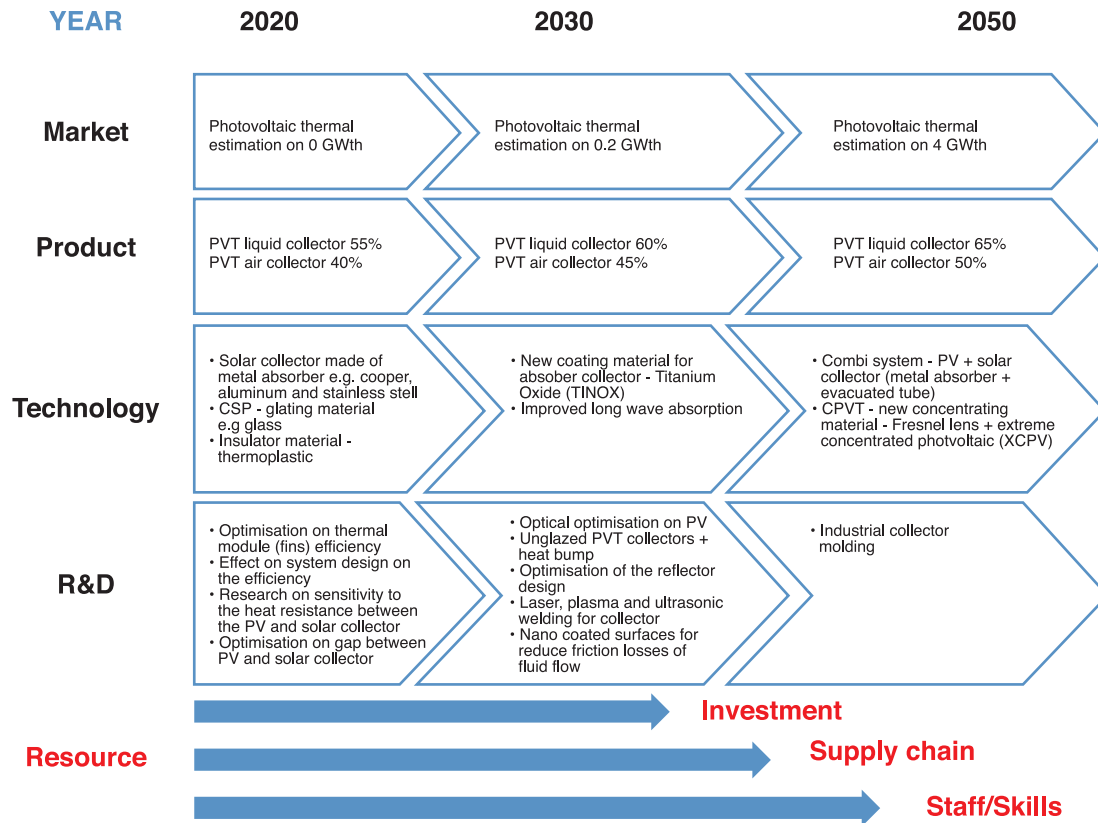 YEAR 2020 2030 2050
Market
Photovoltaic thermal
estimation on 0 GWth
Photovoltaic thermal
estimation on 0.2 GWth
Photovoltaic thermal
estimation on 4 GWth
Product
PVT liquid collector 55%
PVT air collector 40%
PVT liquid collector 60%
PVT air collector 45%
PVT liquid collector 65%
PVT air collector 50%
Technology
• Solar collector made of
metal absorber e.g. cooper,
aluminum and stainless stell
• CSP - glating material
e.g glass
• Insulator material -
thermoplastic
• New coating material for
absober collector - Titanium
Oxide (TINOX)
• Improved long wave absorption
• Combi system - PV + solar
collector (metal absorber +
evacuated tube)
• CPVT - new concentrating
material - Fresnel lens + extreme
concentrated photvoltaic (XCPV)
R&D
• Optimisation on thermal
module (fins) efficiency
• Effect on system design on
the efficiency
• Research on sensitivity to
the heat resistance between
the PV and solar collector
• Optimisation on gap between
PV and solar collector
• Optical optimisation on PV
• Unglazed PVT collectors +
heat bump
• Optimisation of the reflector
design
• Laser, plasma and ultrasonic
welding for collector
• Nano coated surfaces for
reduce friction losses of
fluid flow
• Industrial collector
molding
Resource
Investment
Supply chain
Staff/Skills